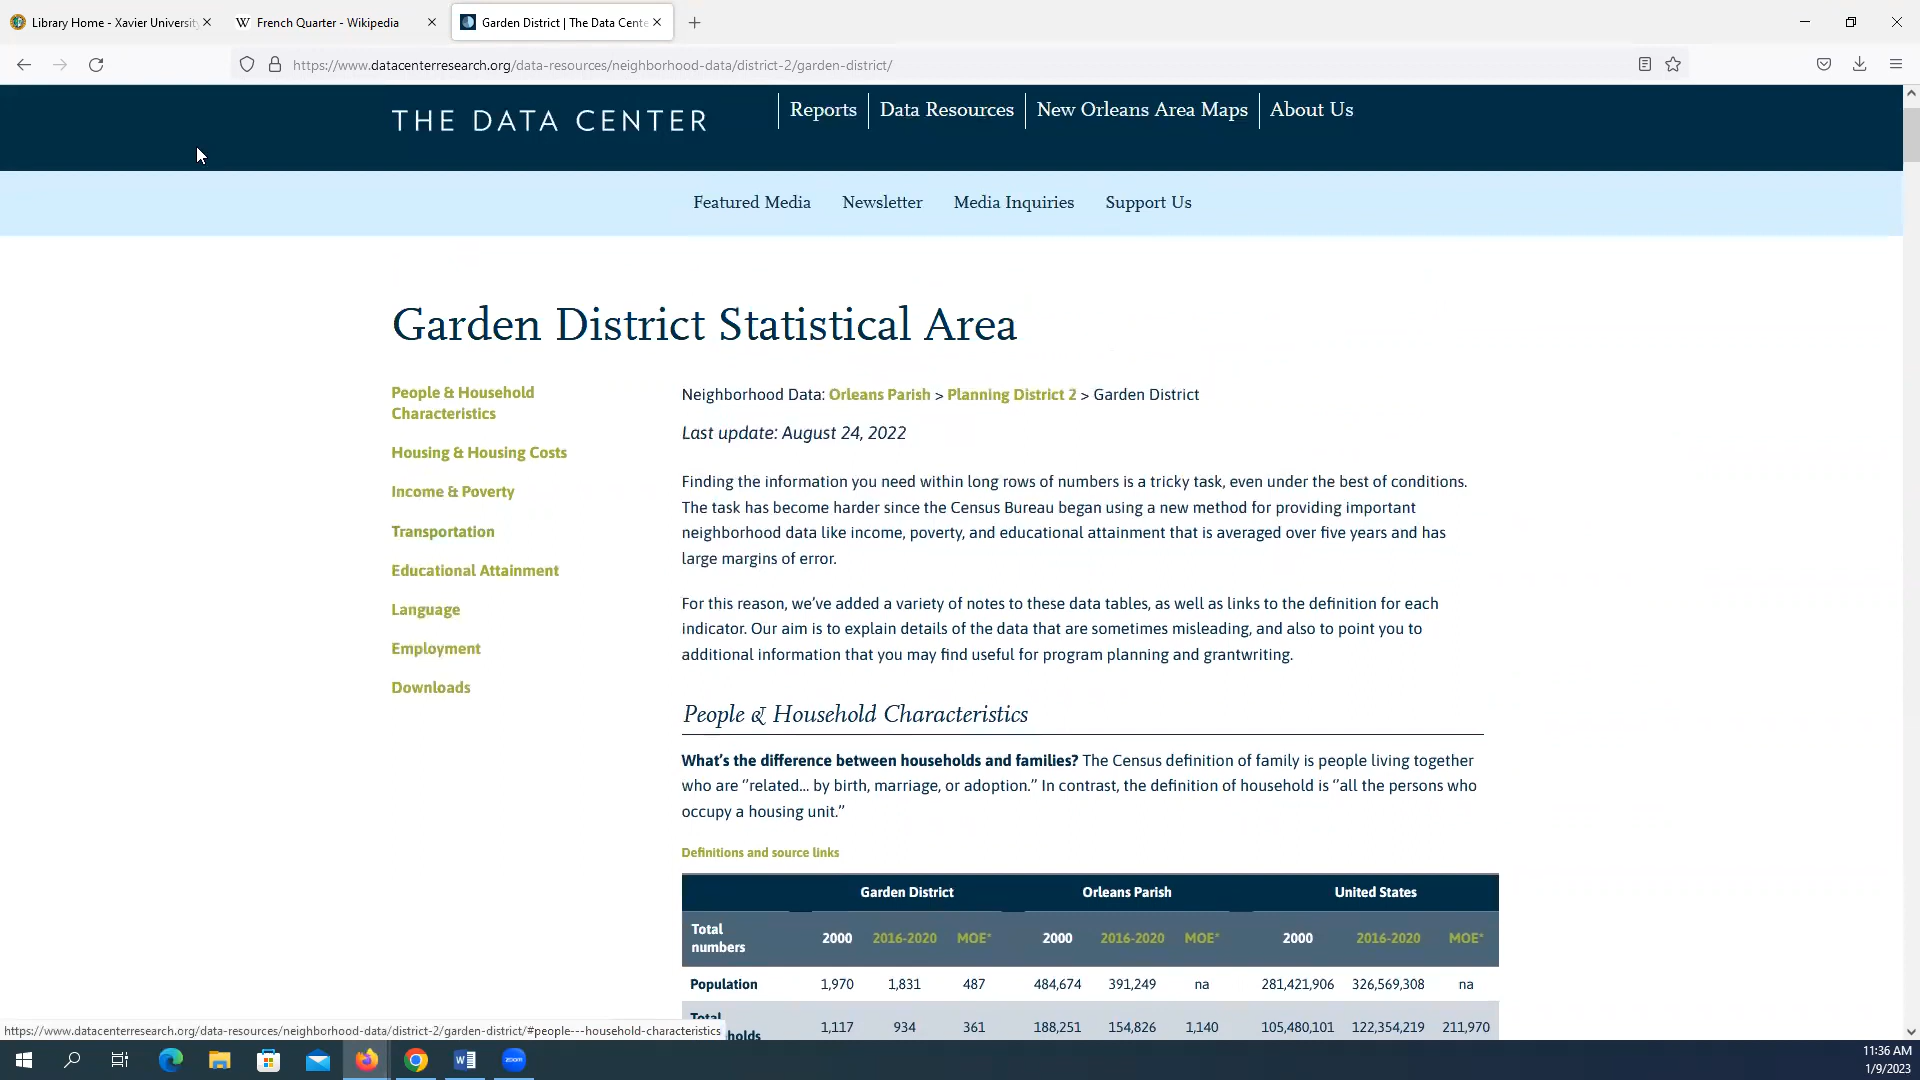 Library Home - Xavier University
French Quarter - Wikipedia
Garden District | The Data Cente
https://www.datacenterresearch.org/data-resources/neighborhood-data/district-2/garden-district/
THE DATA CENTER
Reports
Data Resources
New Orleans Area Maps
About Us
Featured Media
Newsletter
Media Inquiries
Support Us
Garden District Statistical Area
People & Household
Characteristics
Housing & Housing Costs
Income & Poverty
Transportation
Educational Attainment
Language
Employment
Downloads
Neighborhood Data: Orleans Parish > Planning District 2 > Garden District
Last update: August 24, 2022
Finding the information you need within long rows of numbers is a tricky task, even under the best of conditions.
The task has become harder since the Census Bureau began using a new method for providing important
neighborhood data like income, poverty, and educational attainment that is averaged over five years and has
large margins of error.
For this reason, we’ve added a variety of notes to these data tables, as well as links to the definition for each
indicator. Our aim is to explain details of the data that are sometimes misleading, and also to point you to
additional information that you may find useful for program planning and grantwriting.
People & Household Characteristics
What’s the difference between households and families? The Census definition of family is people living together
who are “related… by birth, marriage, or adoption.” In contrast, the definition of household is “all the persons who
occupy a housing unit.”
Definitions and source links
Garden District Orleans Parish United States
Total
numbers
2000 2016-2020 MOE* 2000 2016-2020 MOE* 2000 2016-2020 MOE*
Population 1,970 1,831 487 484,674 391,249 na 281,421,906 326,569,308 na
Total
holds 1,117 934 361 188,251 154,826 1,140 105,480,101 122,354,219 211,970
https://www.datacenterresearch.org/data-resources/neighborhood-data/district-2/garden-district/#people---household-characteristics
zoom
11:36 AM
1/9/2023